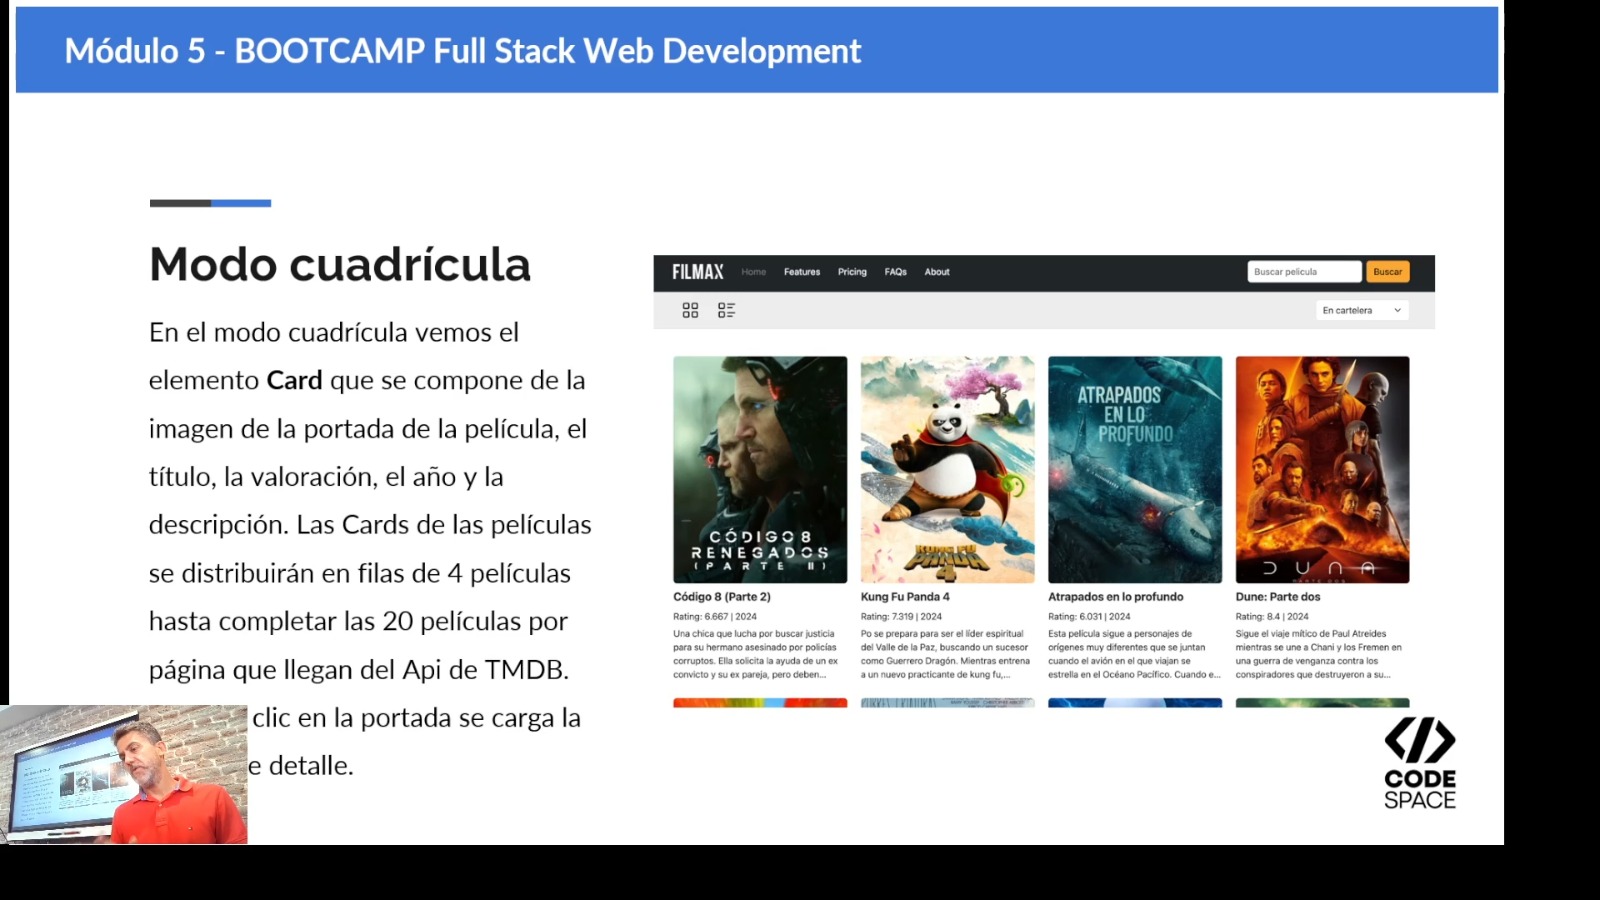 Módulo 5 - BOOTCAMP Full Stack Web Development
Modo cuadrícula
En el modo cuadrícula vemos el
elemento Card que se compone de la
imagen de la portada de la película, el
título, la valoración, el año y la
descripción. Las Cards de las películas
se distribuirán en filas de 4 películas
hasta completar las 20 películas por
página que llegan del Api de TMDB.
clic en la portada se carga la
e detalle.
FILMAX Home Features Pricing FAQs About Buscar película Buscar
En cartelera
CÓDIGO 8
RENEGADOS
(PARTE II)
KUNG FU
PANDA
4
ATRAPADOS
EN LO
PROFUNDO
DUNA
PARTE DOS
Código 8 (Parte 2)
Rating: 6.667 | 2024
Una chica que lucha por buscar justicia
para su hermano asesinado por policías
corruptos. Ella solicita la ayuda de un ex
convicto y su ex pareja, pero deben...
Kung Fu Panda 4
Rating: 7.319 | 2024
Po se prepara para ser el líder espiritual
del Valle de la Paz, buscando un sucesor
como Guerrero Dragón. Mientras entrena
a un nuevo practicante de kung fu,...
Atrapados en lo profundo
Rating: 6.031 | 2024
Esta película sigue a personajes de
orígenes muy diferentes que se juntan
cuando el avión en el que viajan se
estrella en el Océano Pacífico. Cuando e...
Dune: Parte dos
Rating: 8.4 | 2024
Sigue el viaje mítico de Paul Atreides
mientras se une a Chani y los Fremen en
una guerra de venganza contra los
conspiradores que destruyeron a su...
CODE
SPACE